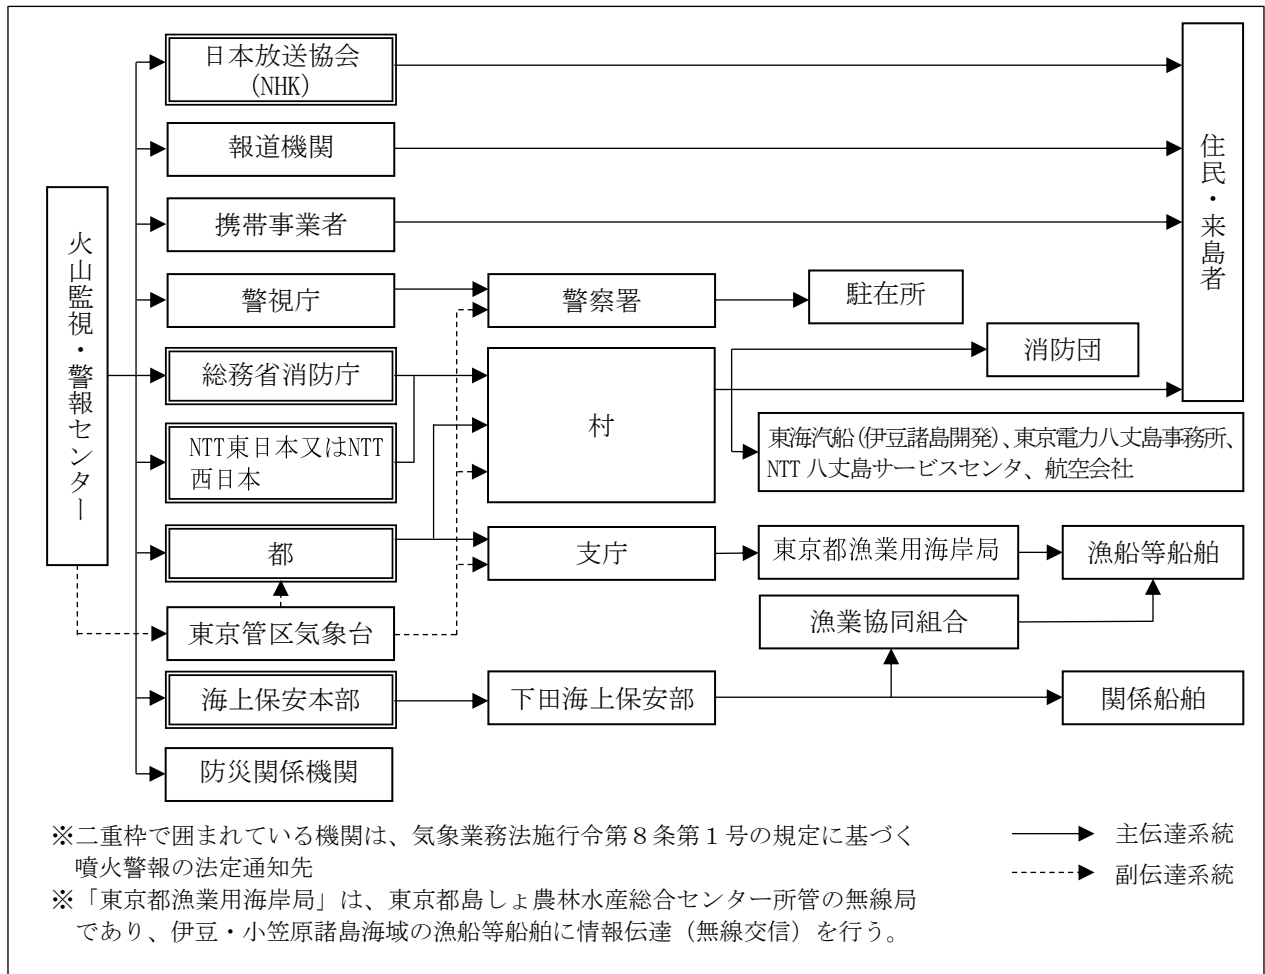 日本放送協会
(NHK)
報道機関
携帯事業者
警視庁
総務省消防庁
NTT東日本又はNTT
西日本
都
東京管区気象台
海上保安本部
防災関係機関
火山監視・警報センター
警察署
駐在所
消防団
村
東海汽船(伊豆諸島開発)、東京電力八丈島事務所、
NTT八丈島サービスセンタ、航空会社
支庁
東京都漁業用海岸局
漁船等船舶
漁業協同組合
下田海上保安部
関係船舶
住民・来島者
※二重枠で囲まれている機関は、気象業務法施行令第8条第1号の規定に基づく
噴火警報の法定通知先
※「東京都漁業用海岸局」は、東京都島しょ農林水産総合センター所管の無線局
であり、伊豆・小笠原諸島海域の漁船等船舶に情報伝達（無線交信）を行う。
主伝達系統
副伝達系統